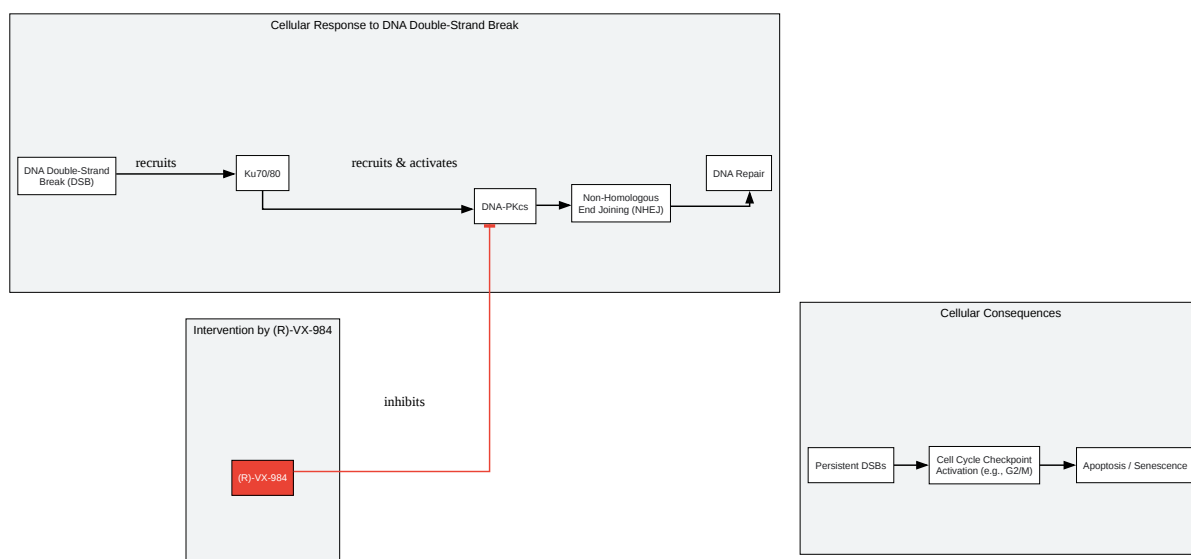 Cellular Response to DNA Double-Strand Break
DNA Double-Strand
Break (DSB)
recruits
Ku70/80
recruits & activates
DNA-PKcs
Non-Homologous
End Joining (NHEJ)
DNA Repair
Intervention by (R)-VX-984
(R)-VX-984
inhibits
Cellular Consequences
Persistent DSBs
Cell Cycle Checkpoint
Activation (e.g., G2/M)
Apoptosis / Senescence